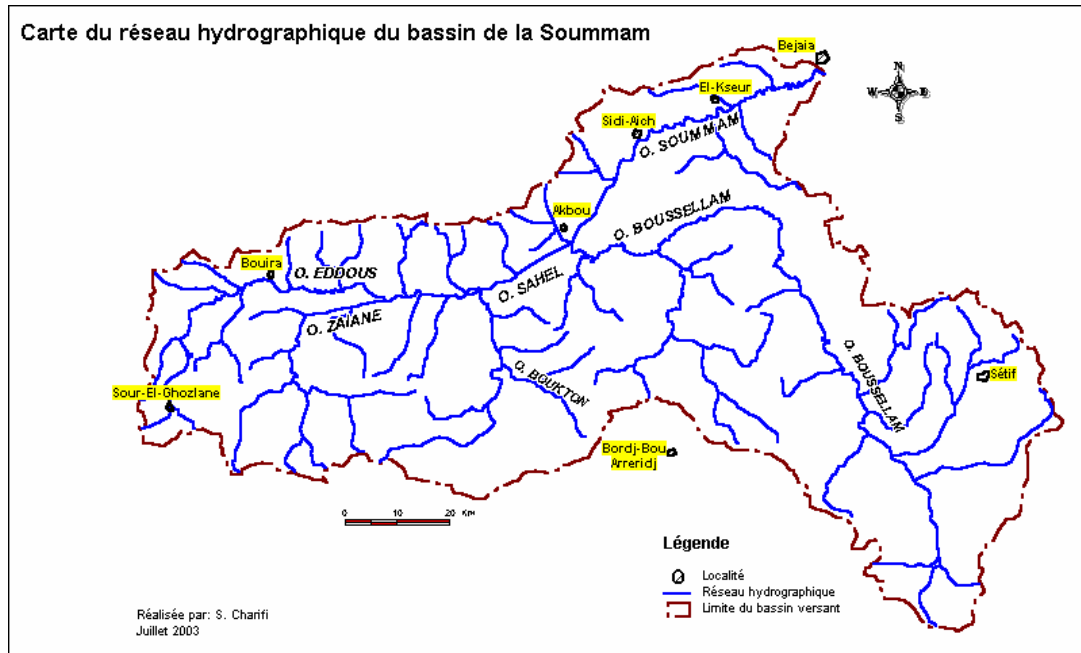 Carte du réseau hydrographique du bassin de la Soummam
Bejaia
N
W
E
S
El-Kseur
Sidi-Aich
O. SOUMMAM
Akbou
O. BOUSSELLAM
Bouira
O. EDDOUS
O. SAHEL
O. ZAIANE
O. BOUKTON
O. BOUSSELLAM
Sétif
Sour-El-Ghozlane
Bordj-Bou
Arreridj
0 10 20 Km
Légende
Localité
Réseau hydrographique
Limite du bassin versant
Réalisée par: S. Charifi
Juillet 2003